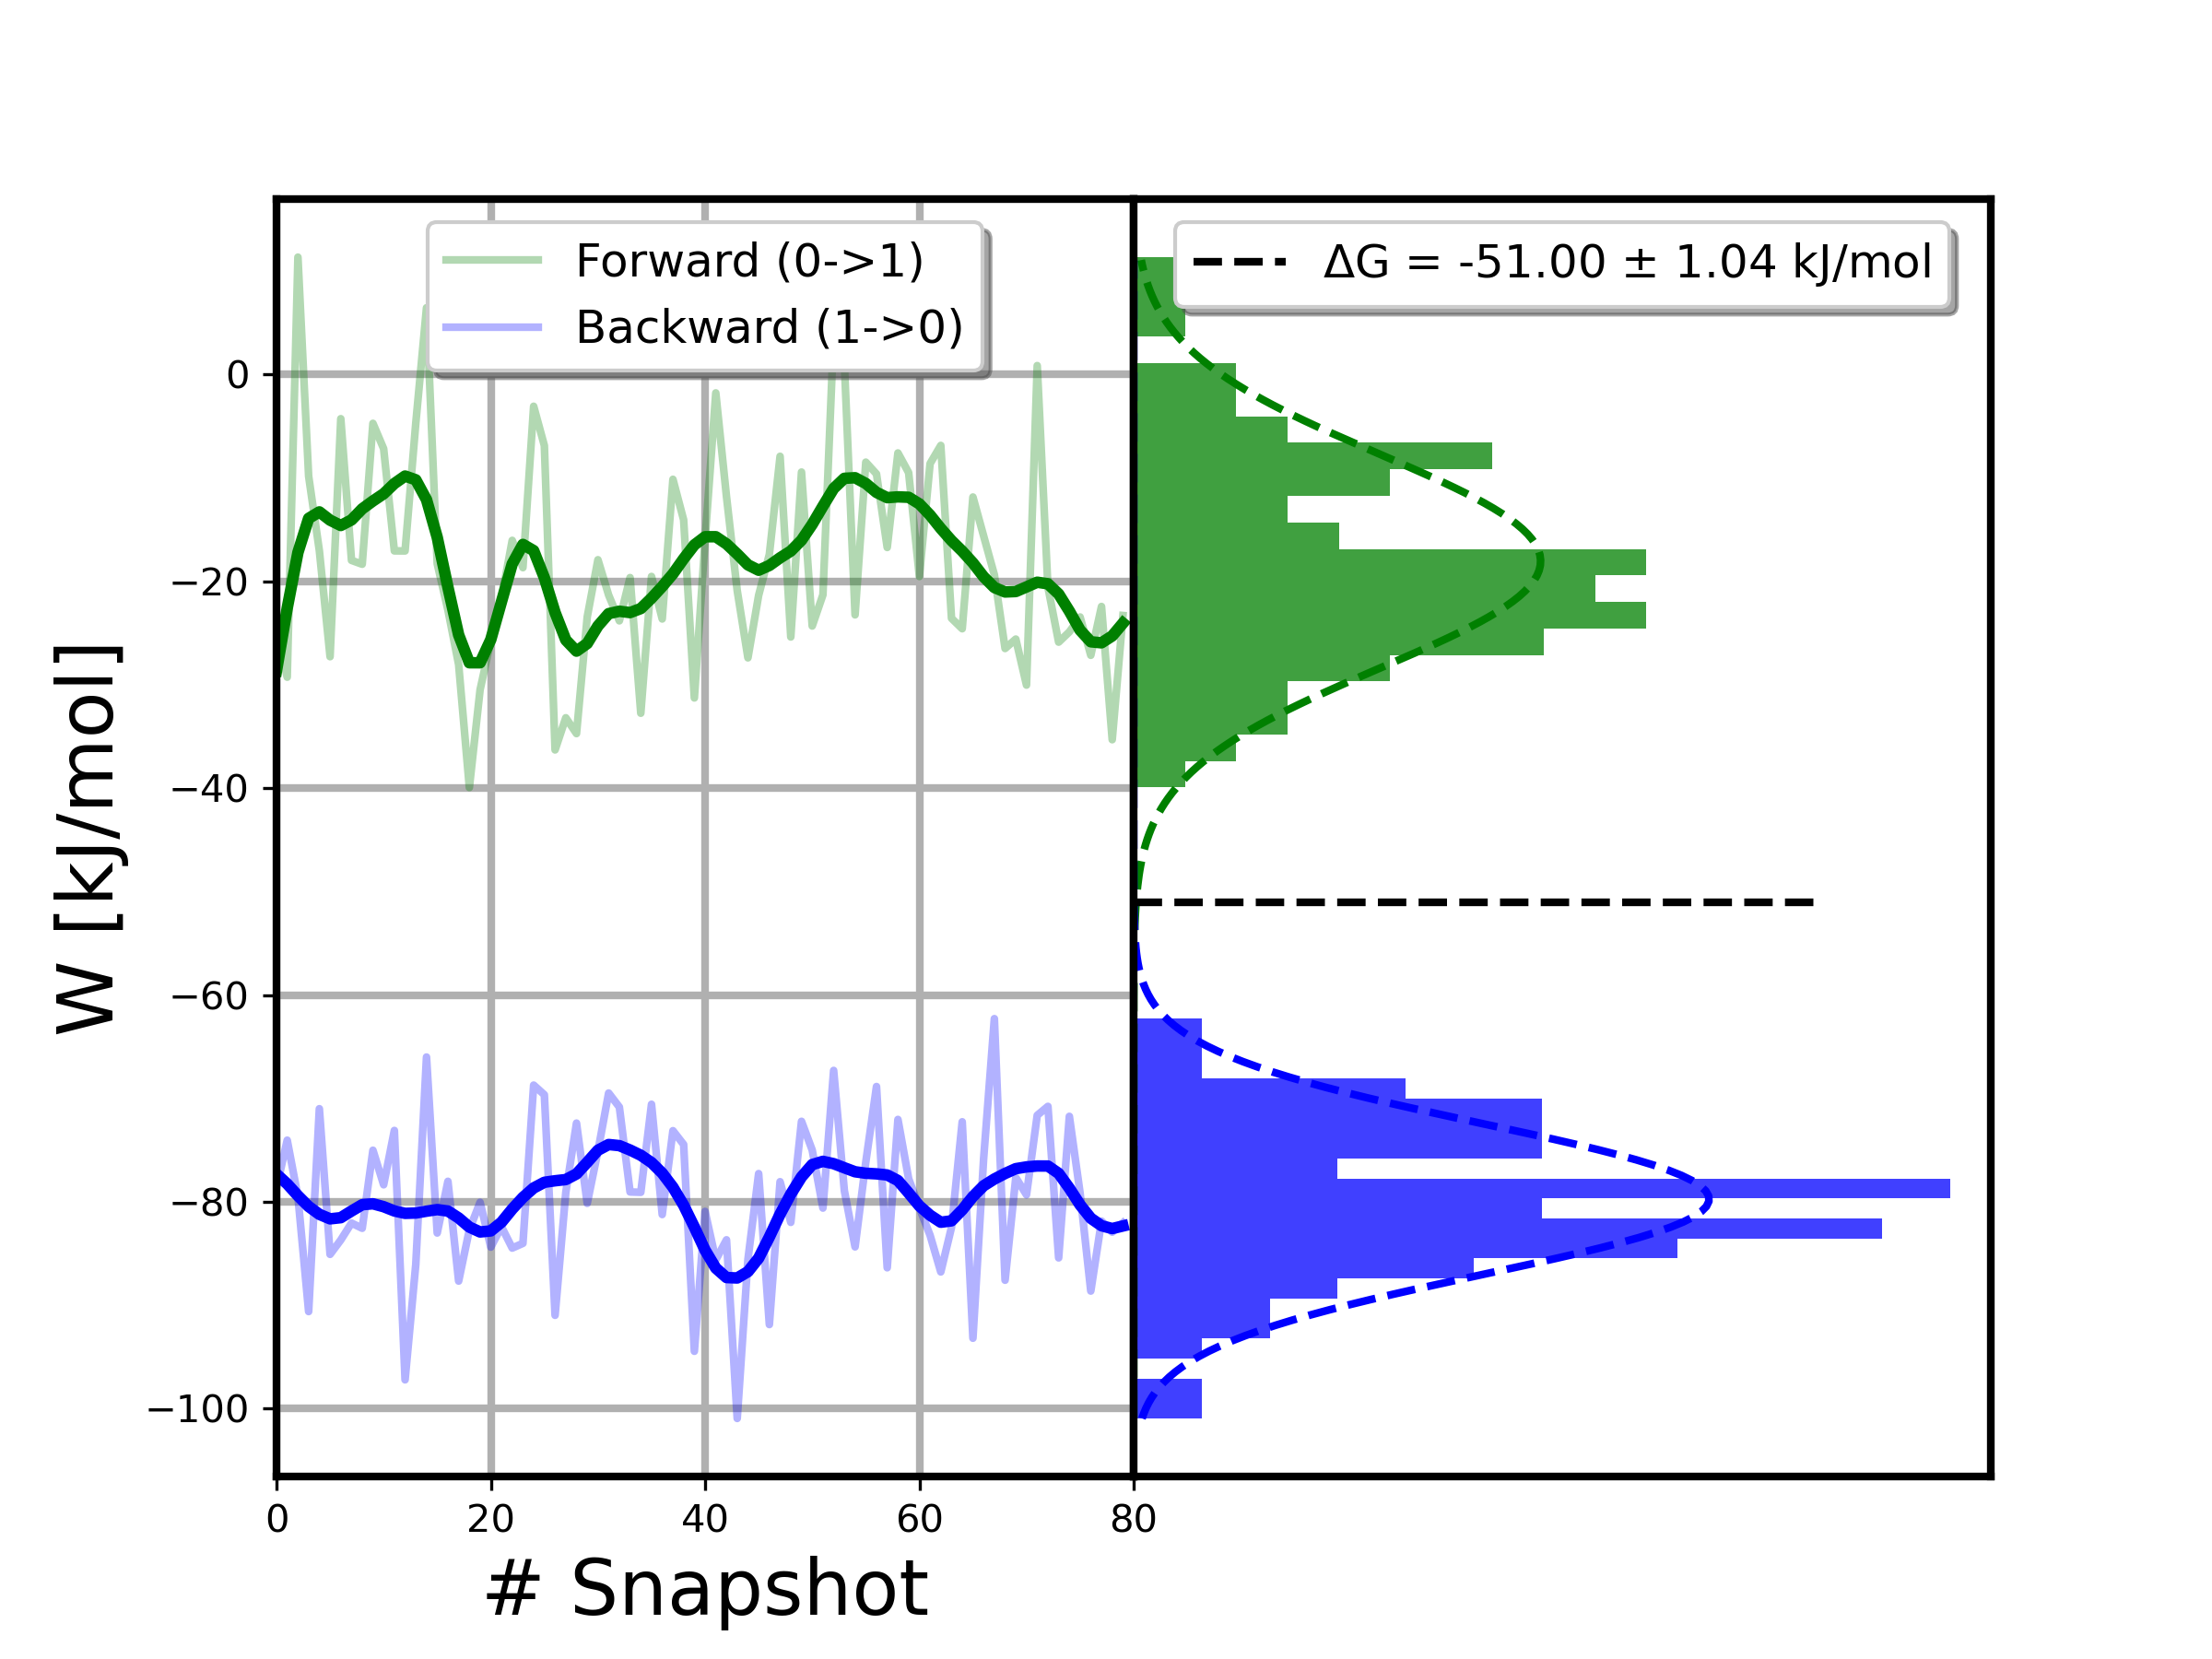 Forward (0->1)
Backward (1->0)
ΔG = -51.00 ± 1.04 kJ/mol
W [kJ/mol]
0
−20
−40
−60
−80
−100
0 20 40 60 80
# Snapshot